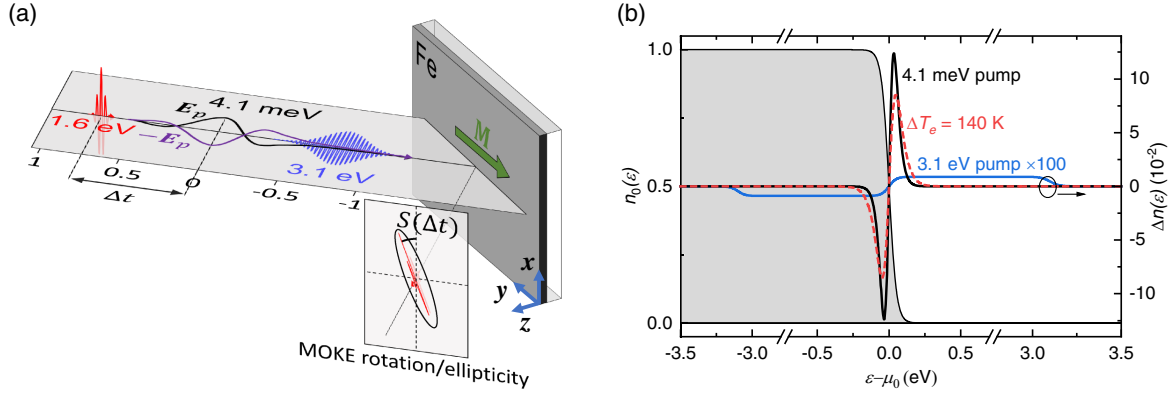 (a)
Fe
4.1 meV
E_p
M
1.6 eV
−E_p
3.1 eV
1
0.5
0
-0.5
-1
Δt
S(Δt)
x
y
z
MOKE rotation/ellipticity
(b)
1.0
0.5
0.0
n₀(ε)
4.1 meV pump
ΔTₑ = 140 K
3.1 eV pump ×100
10
5
0
-5
-10
Δn(ε) (10⁻²)
-3.5
-3.0
-0.5
0.0
0.5
3.0
3.5
ε−μ₀ (eV)